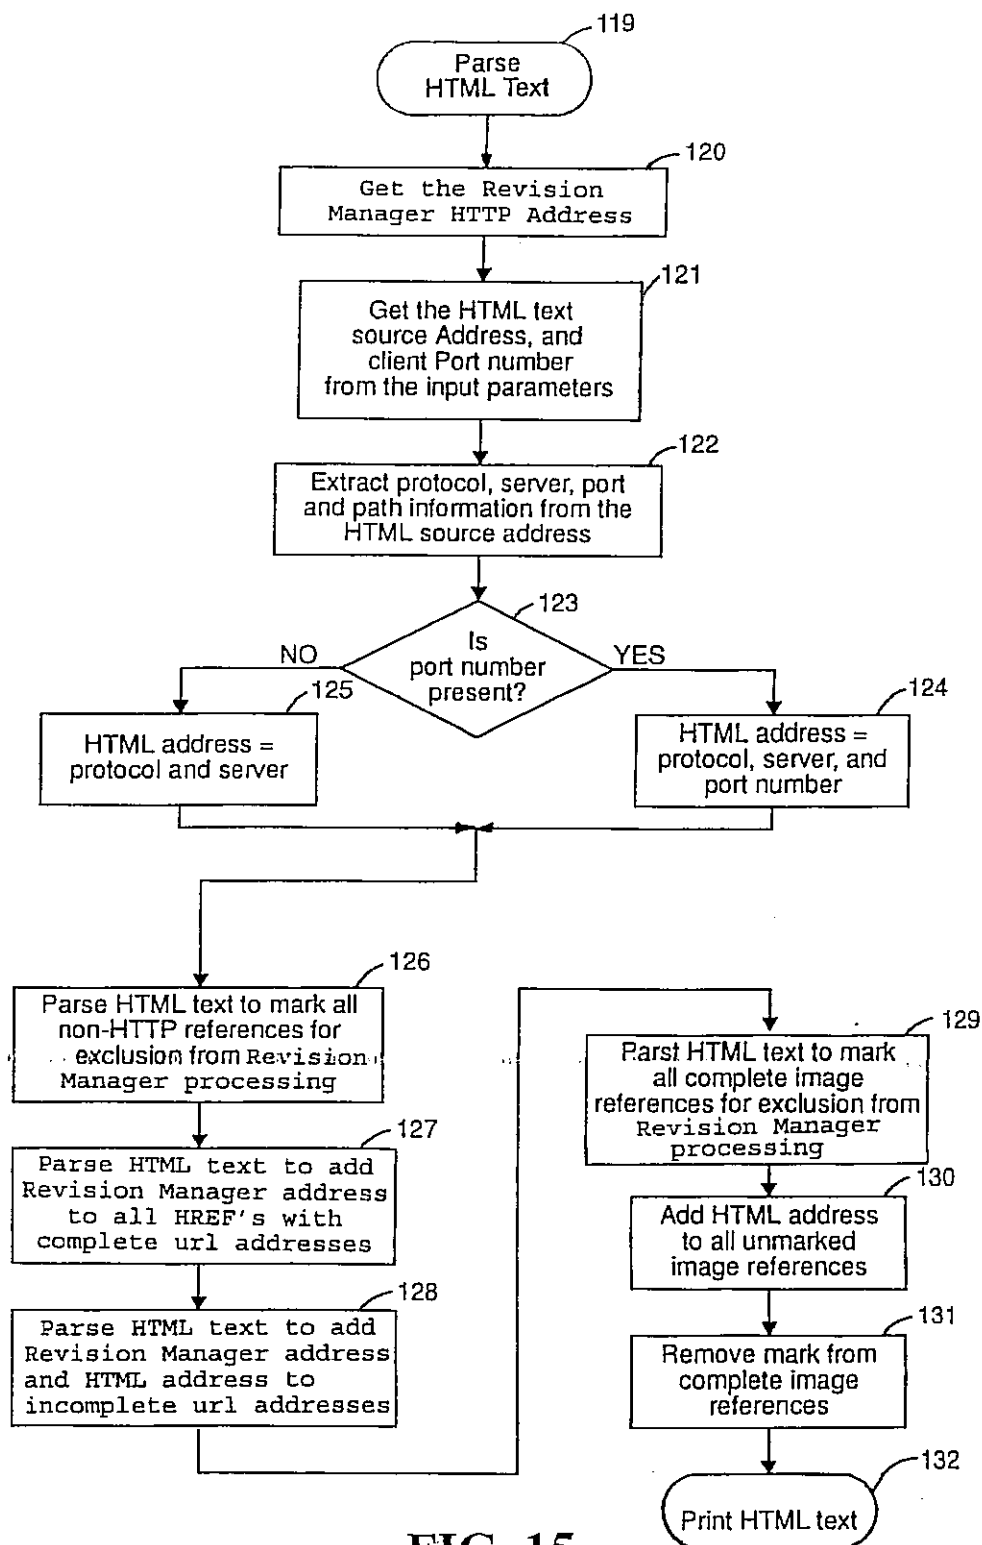 119
Parse
HTML Text
120
Get the Revision
Manager HTTP Address
121
Get the HTML text
source Address, and
client Port number
from the input parameters
122
Extract protocol, server, port
and path information from the
HTML source address
123
Is
port number
present?
NO
YES
125
HTML address =
protocol and server
124
HTML address =
protocol, server, and
port number
126
Parse HTML text to mark all
non-HTTP references for
exclusion from Revision
Manager processing
127
Parse HTML text to add
Revision Manager address
to all HREF's with
complete url addresses
128
Parse HTML text to add
Revision Manager address
and HTML address to
incomplete url addresses
129
Parst HTML text to mark
all complete image
references for exclusion from
Revision Manager
processing
130
Add HTML address
to all unmarked
image references
131
Remove mark from
complete image
references
132
Print HTML text
FIG. 15